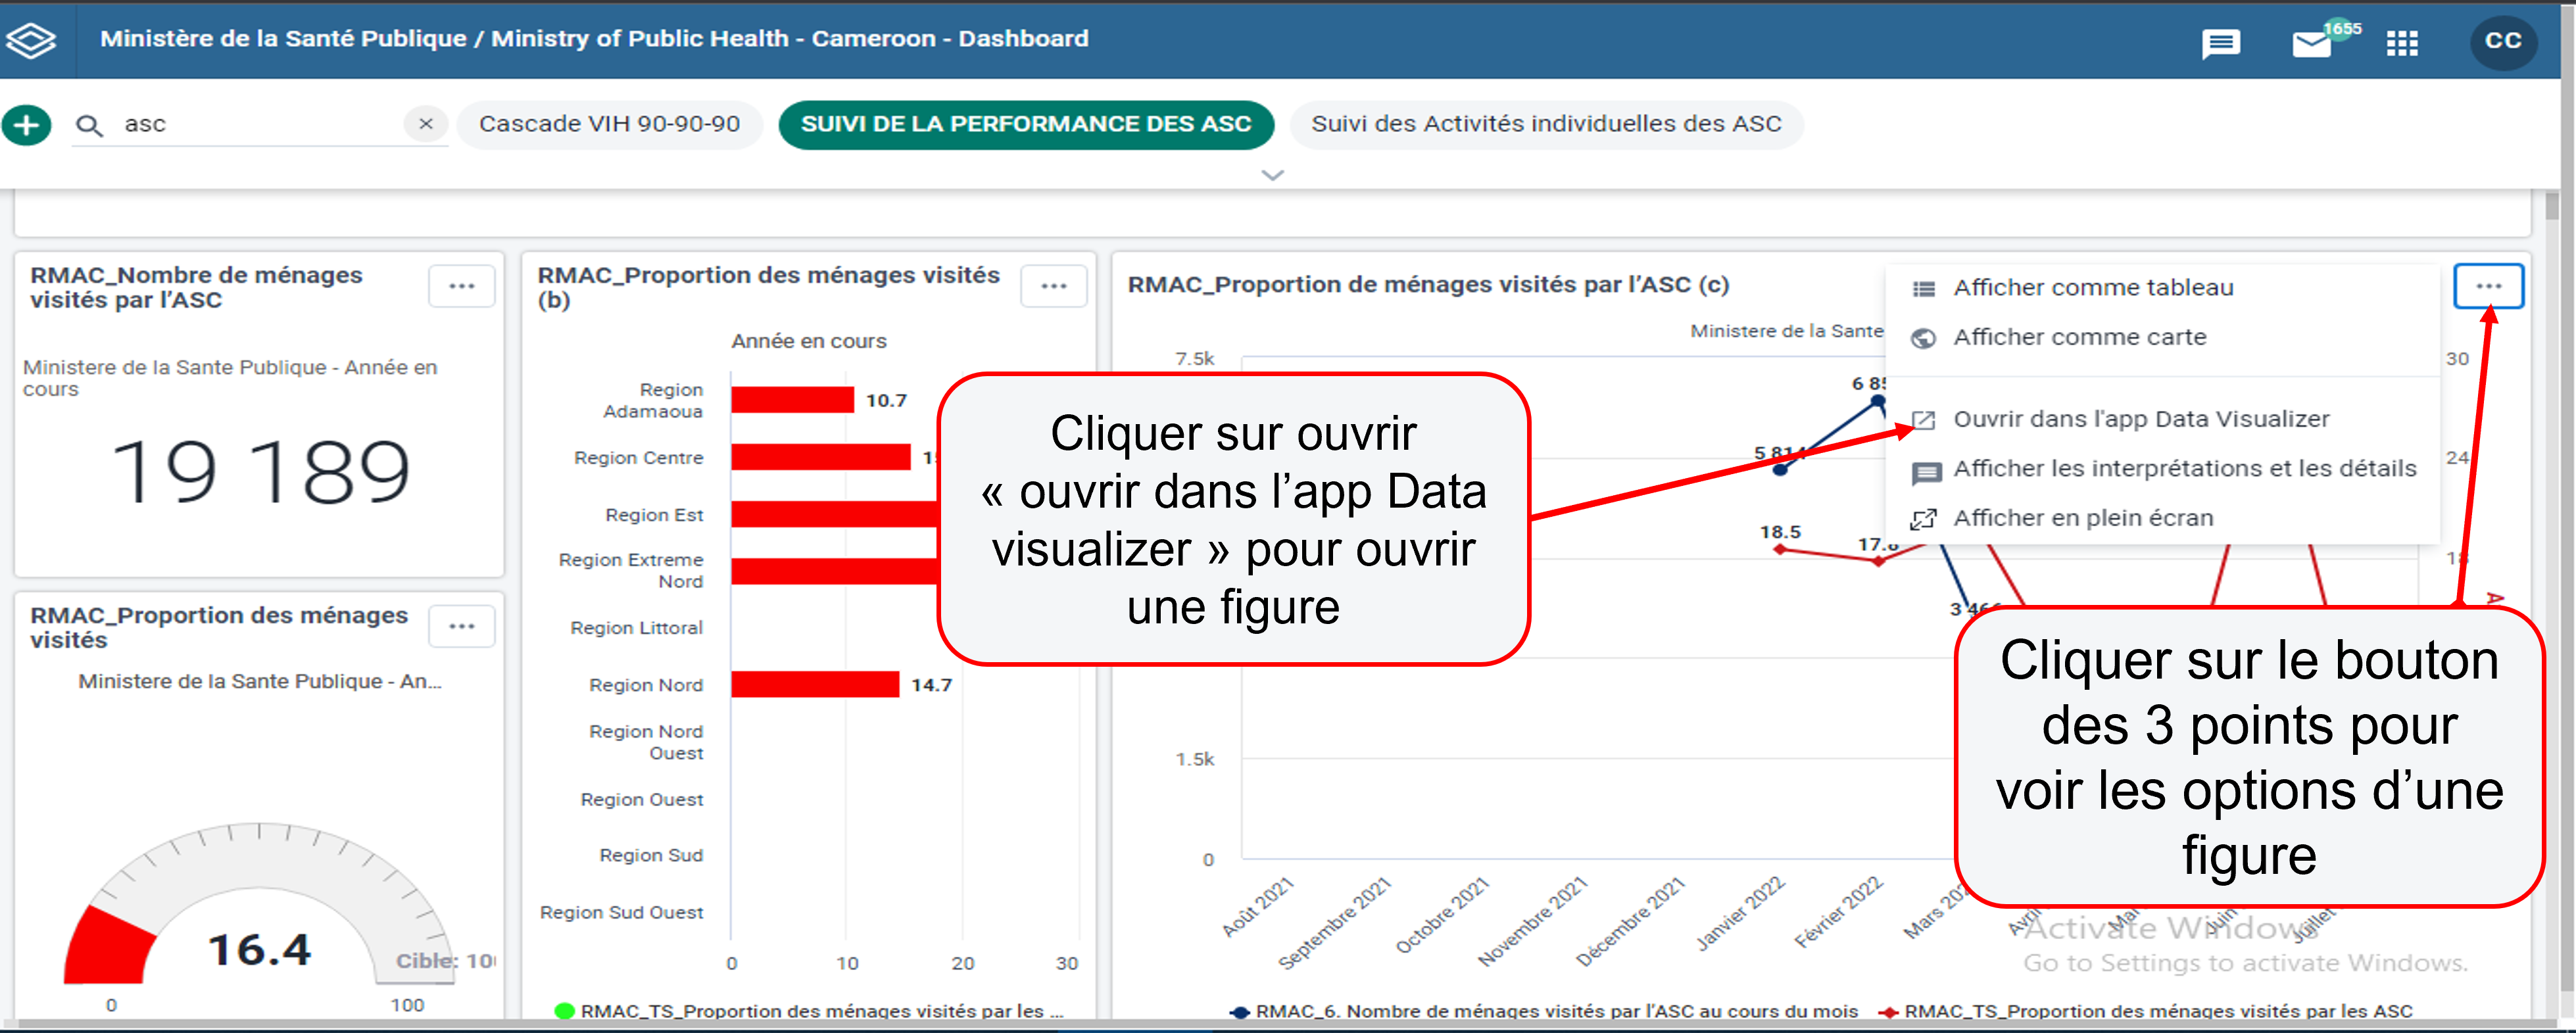 Ministère de la Santé Publique / Ministry of Public Health - Cameroon - Dashboard
1655
CC
asc
Cascade VIH 90-90-90
SUIVI DE LA PERFORMANCE DES ASC
Suivi des Activités individuelles des ASC
RMAC_Nombre de ménages
visités par l'ASC
Ministere de la Sante Publique - Année en
cours
19 189
RMAC_Proportion des ménages
visités
Ministere de la Sante Publique - An...
16.4
Cible: 10
0
100
RMAC_Proportion des ménages visités
(b)
Année en cours
Region
Adamaoua
10.7
Region Centre
Region Est
Region Extreme
Nord
Region Littoral
Region Nord
14.7
Region Nord
Ouest
Region Ouest
Region Sud
Region Sud Ouest
0
10
20
30
RMAC_TS_Proportion des ménages visités par les ...
RMAC_Proportion de ménages visités par l'ASC (c)
Ministere de la Sante
7.5k
1.5k
0
30
24
18
5 814
6 85
18.5
17.8
Août 2021
Septembre 2021
Octobre 2021
Novembre 2021
Décembre 2021
Janvier 2022
Février 2022
RMAC_6. Nombre de ménages visités par l'ASC au cours du mois
RMAC_TS_Proportion des ménages visités par les ASC
Afficher comme tableau
Afficher comme carte
Ouvrir dans l'app Data Visualizer
Afficher les interprétations et les détails
Afficher en plein écran
Cliquer sur ouvrir
« ouvrir dans l’app Data
visualizer » pour ouvrir
une figure
Cliquer sur le bouton
des 3 points pour
voir les options d’une
figure
Activate Windows
Go to Settings to activate Windows.